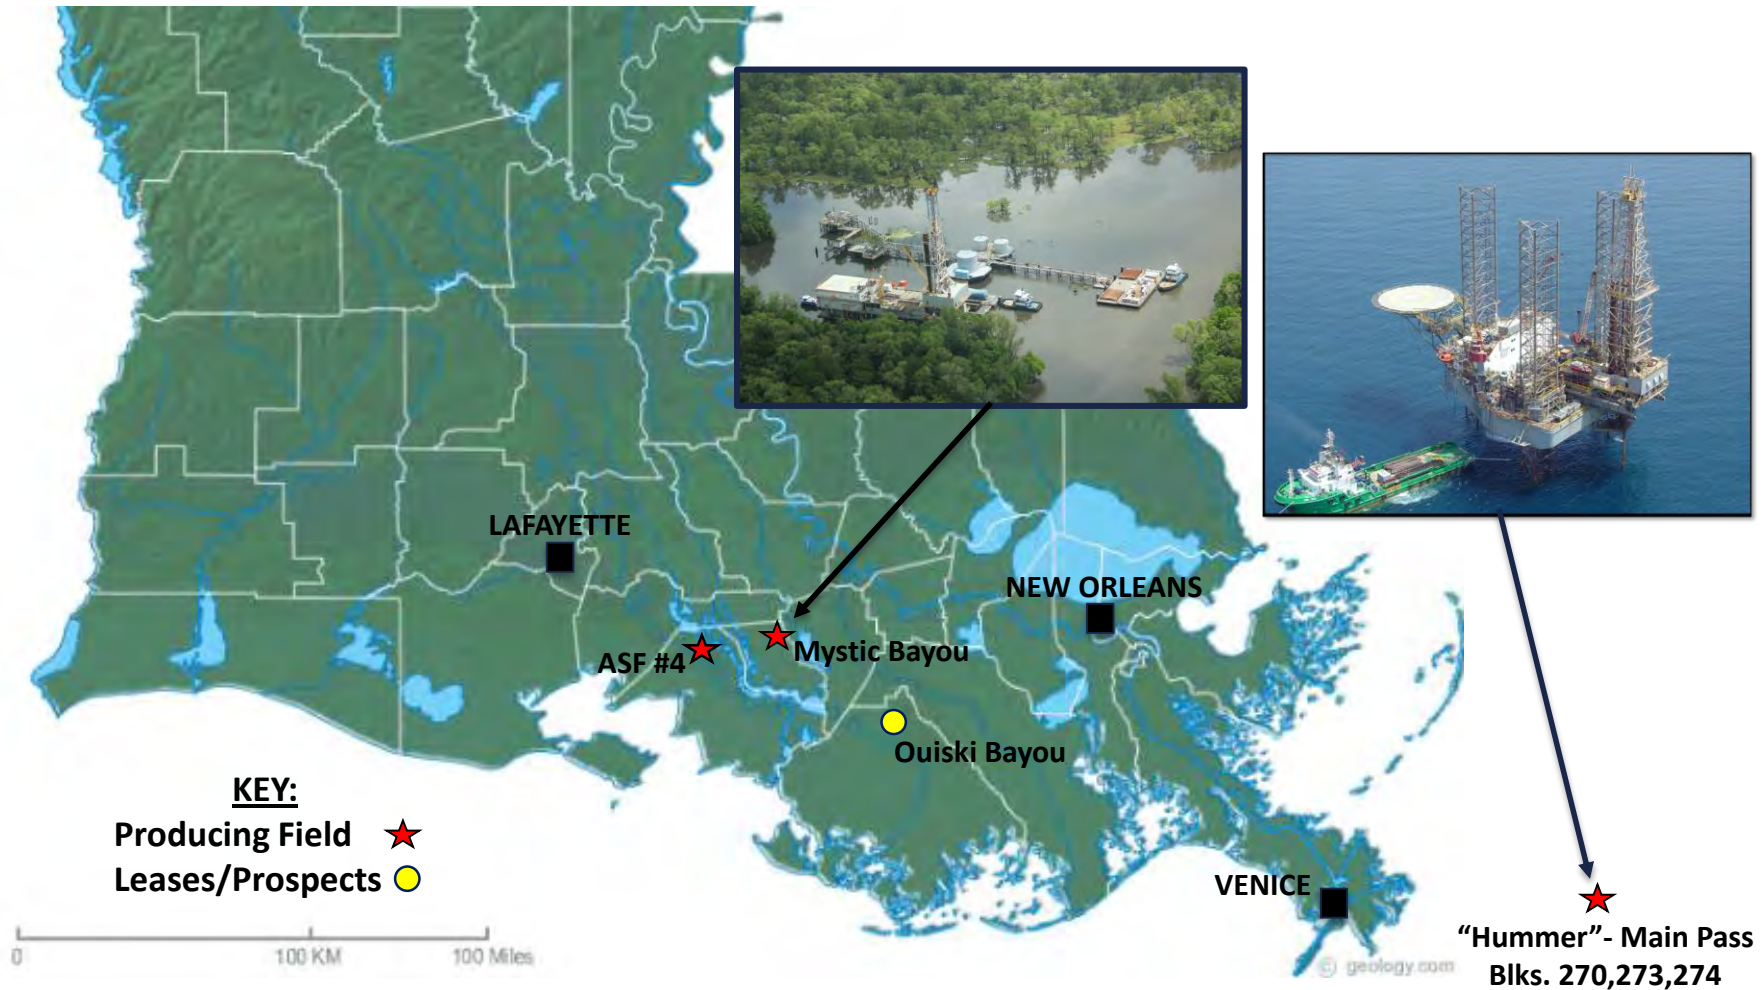 LAFAYETTE
NEW ORLEANS
ASF #4
Mystic Bayou
Ouiski Bayou
KEY:
Producing Field
Leases/Prospects
VENICE
0
100 KM
100 Miles
© geology.com
“Hummer”- Main Pass
Blks. 270,273,274